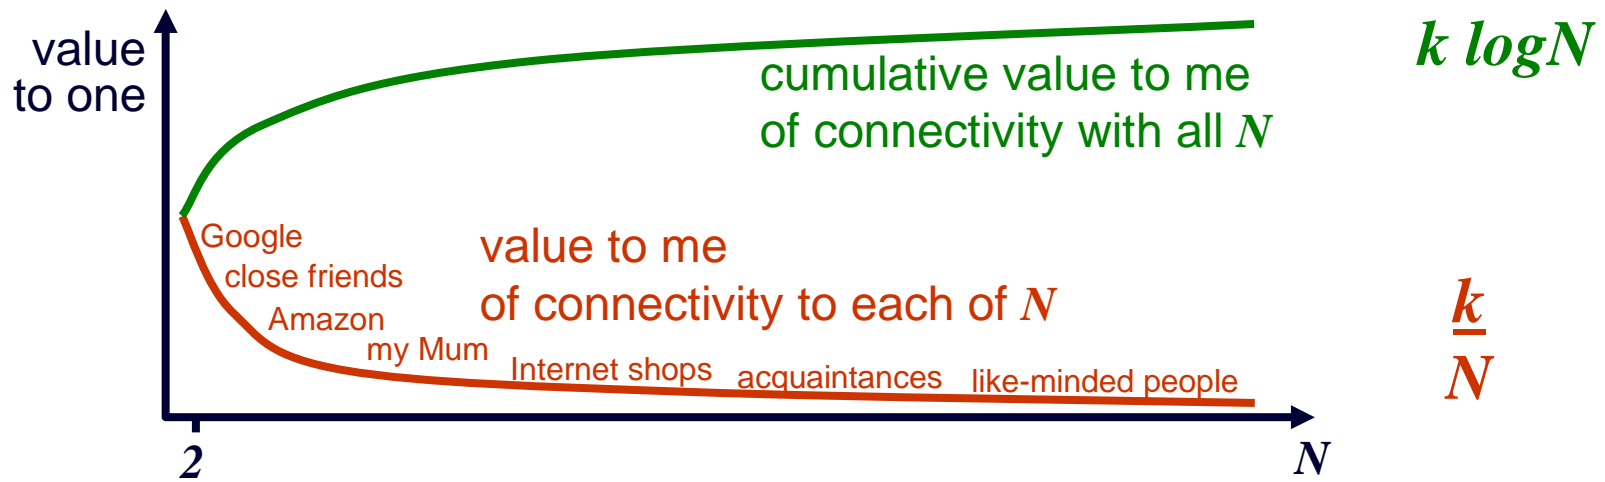 value
to one
k logN
cumulative value to me
of connectivity with all N
Google
close friends
Amazon
my Mum
Internet shops
acquaintances
like-minded people
value to me
of connectivity to each of N
k
N
2
N